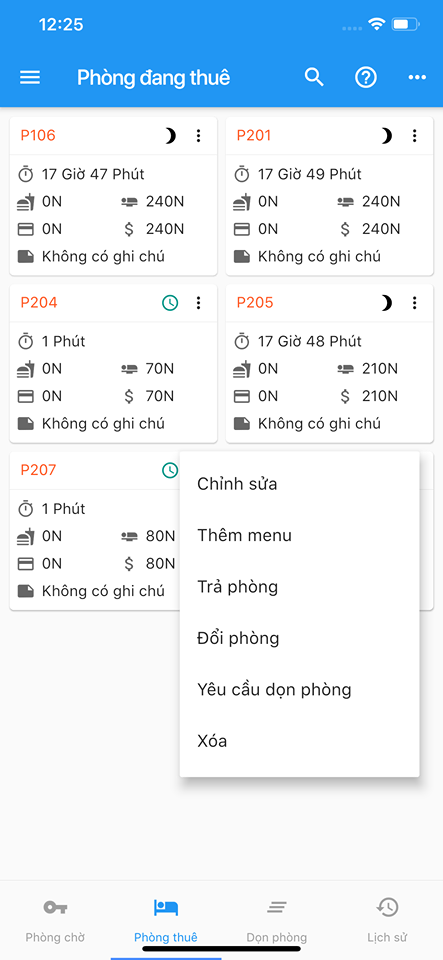 12:25
Phòng đang thuê
P106
17 Giờ 47 Phút
0N 240N
0N 240N
Không có ghi chú
P201
17 Giờ 49 Phút
0N 240N
0N 240N
Không có ghi chú
P204
1 Phút
0N 70N
0N 70N
Không có ghi chú
P205
17 Giờ 48 Phút
0N 210N
0N 210N
Không có ghi chú
P207
1 Phút
0N 80N
0N 80N
Không có ghi chú
Chỉnh sửa
Thêm menu
Trả phòng
Đổi phòng
Yêu cầu dọn phòng
Xóa
Phòng chờ
Phòng thuê
Dọn phòng
Lịch sử